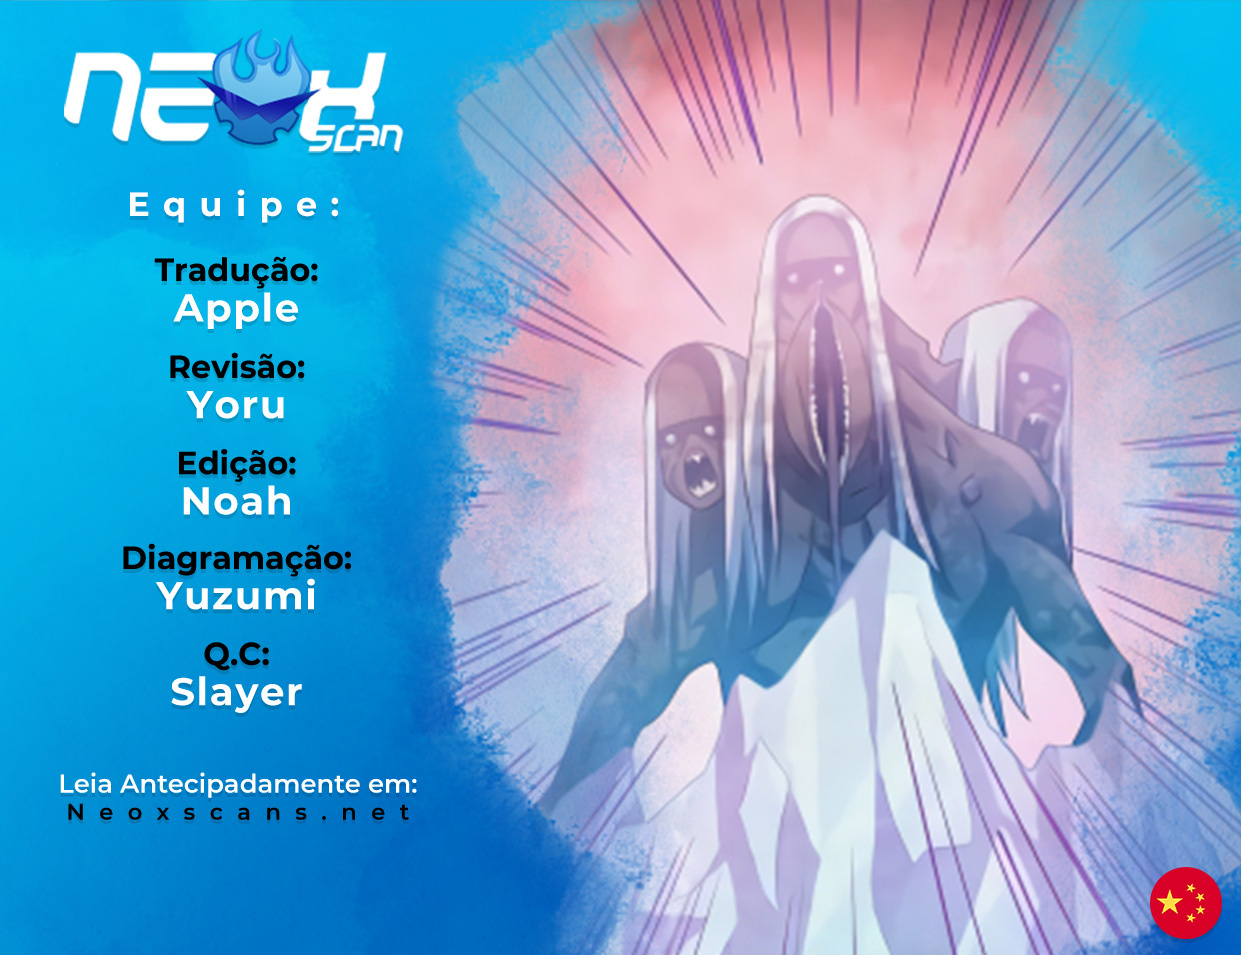 NEOX
SCAN
Equipe:
Tradução:
Apple
Revisão:
Yoru
Edição:
Noah
Diagramação:
Yuzumi
Q.C:
Slayer
Leia Antecipadamente em:
Neoxscans.net